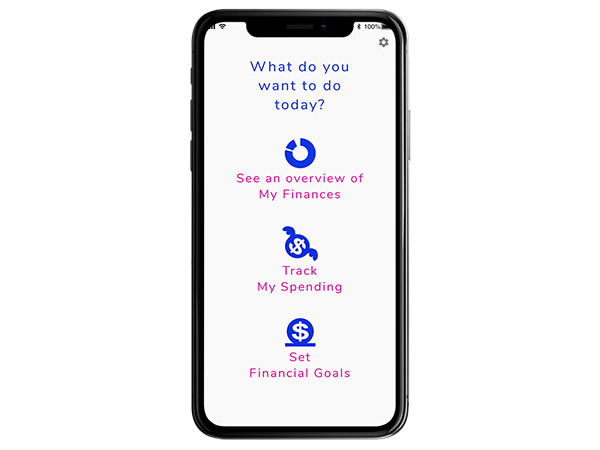 100%
What do you
want to do
today?
See an overview of
My Finances
Track
My Spending
Set
Financial Goals